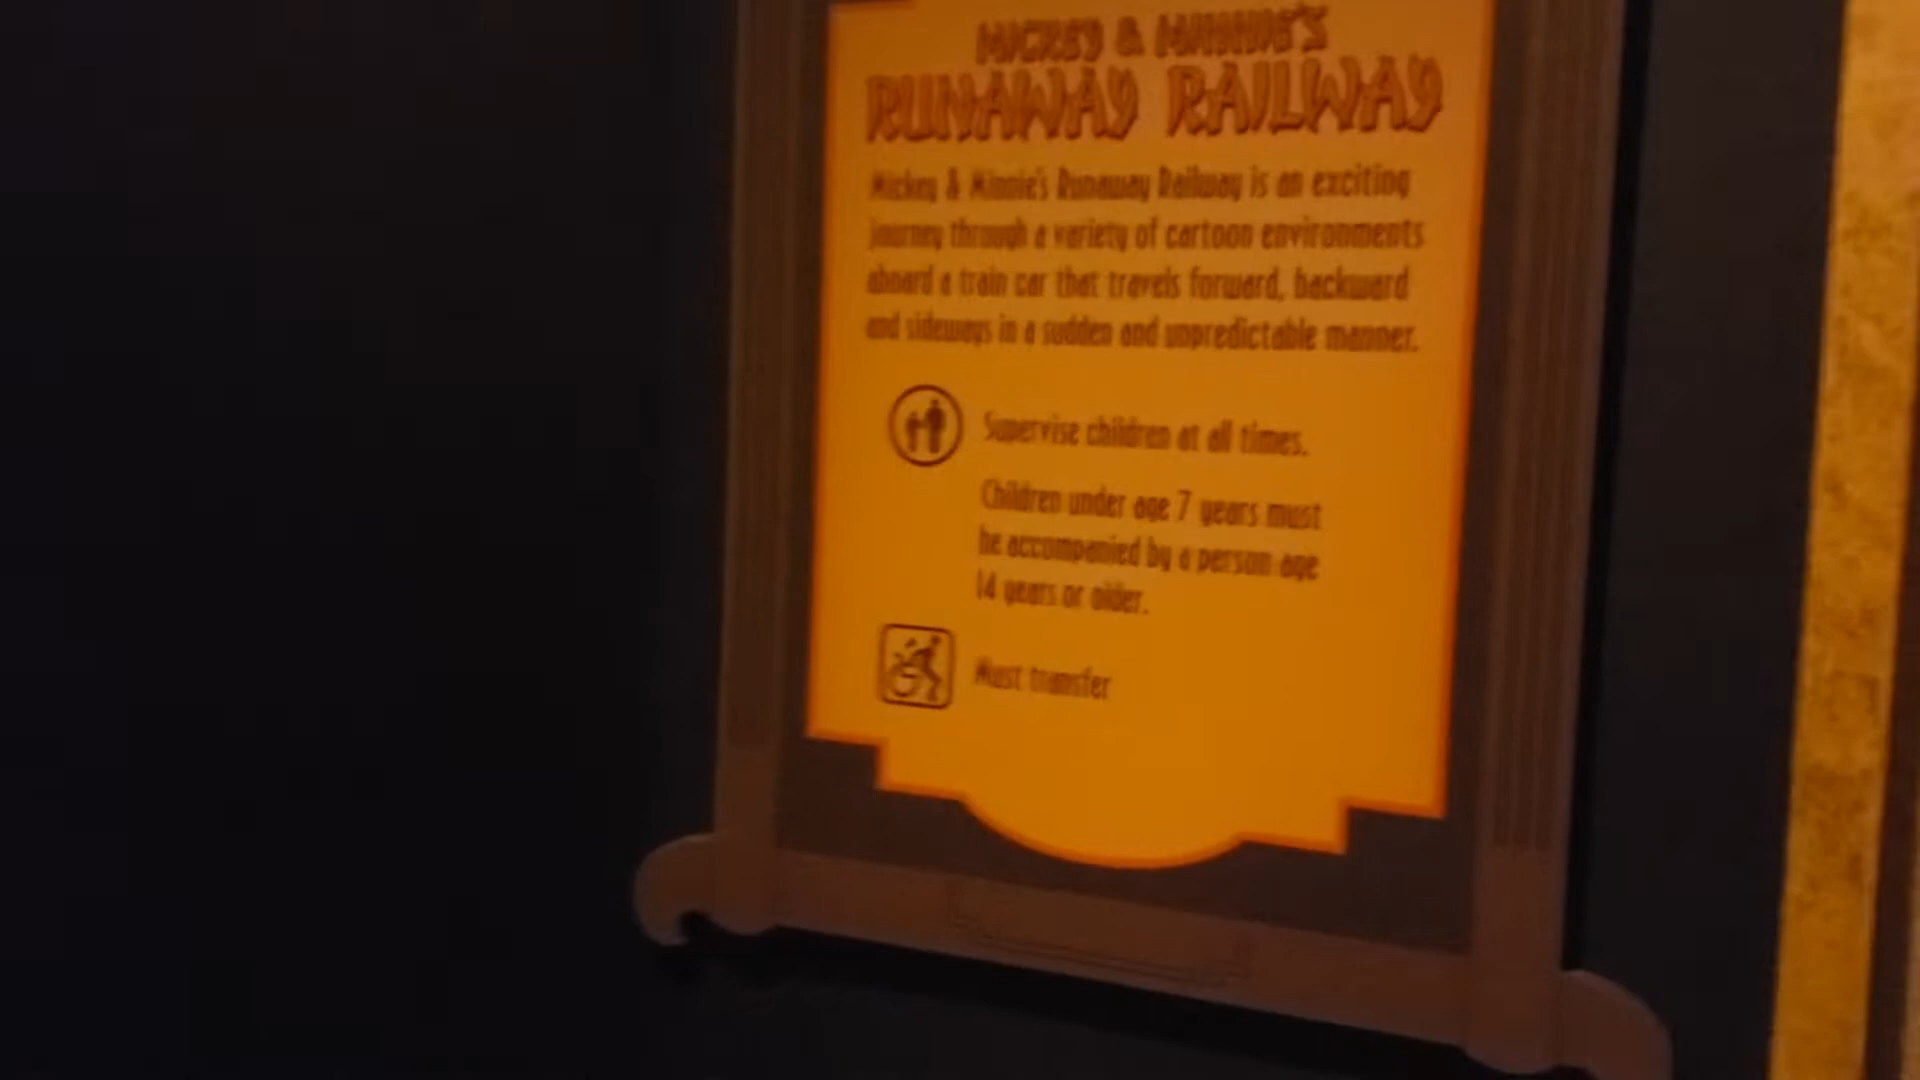 MICKEY & MINNIE'S
RUNAWAY RAILWAY
Mickey & Minnie's Runaway Railway is an exciting
journey through a variety of cartoon environments
aboard a train car that travels forward, backward
and sideways in a sudden and unpredictable manner.
Supervise children at all times.
Children under age 7 years must
be accompanied by a person age
14 years or older.
Must transfer